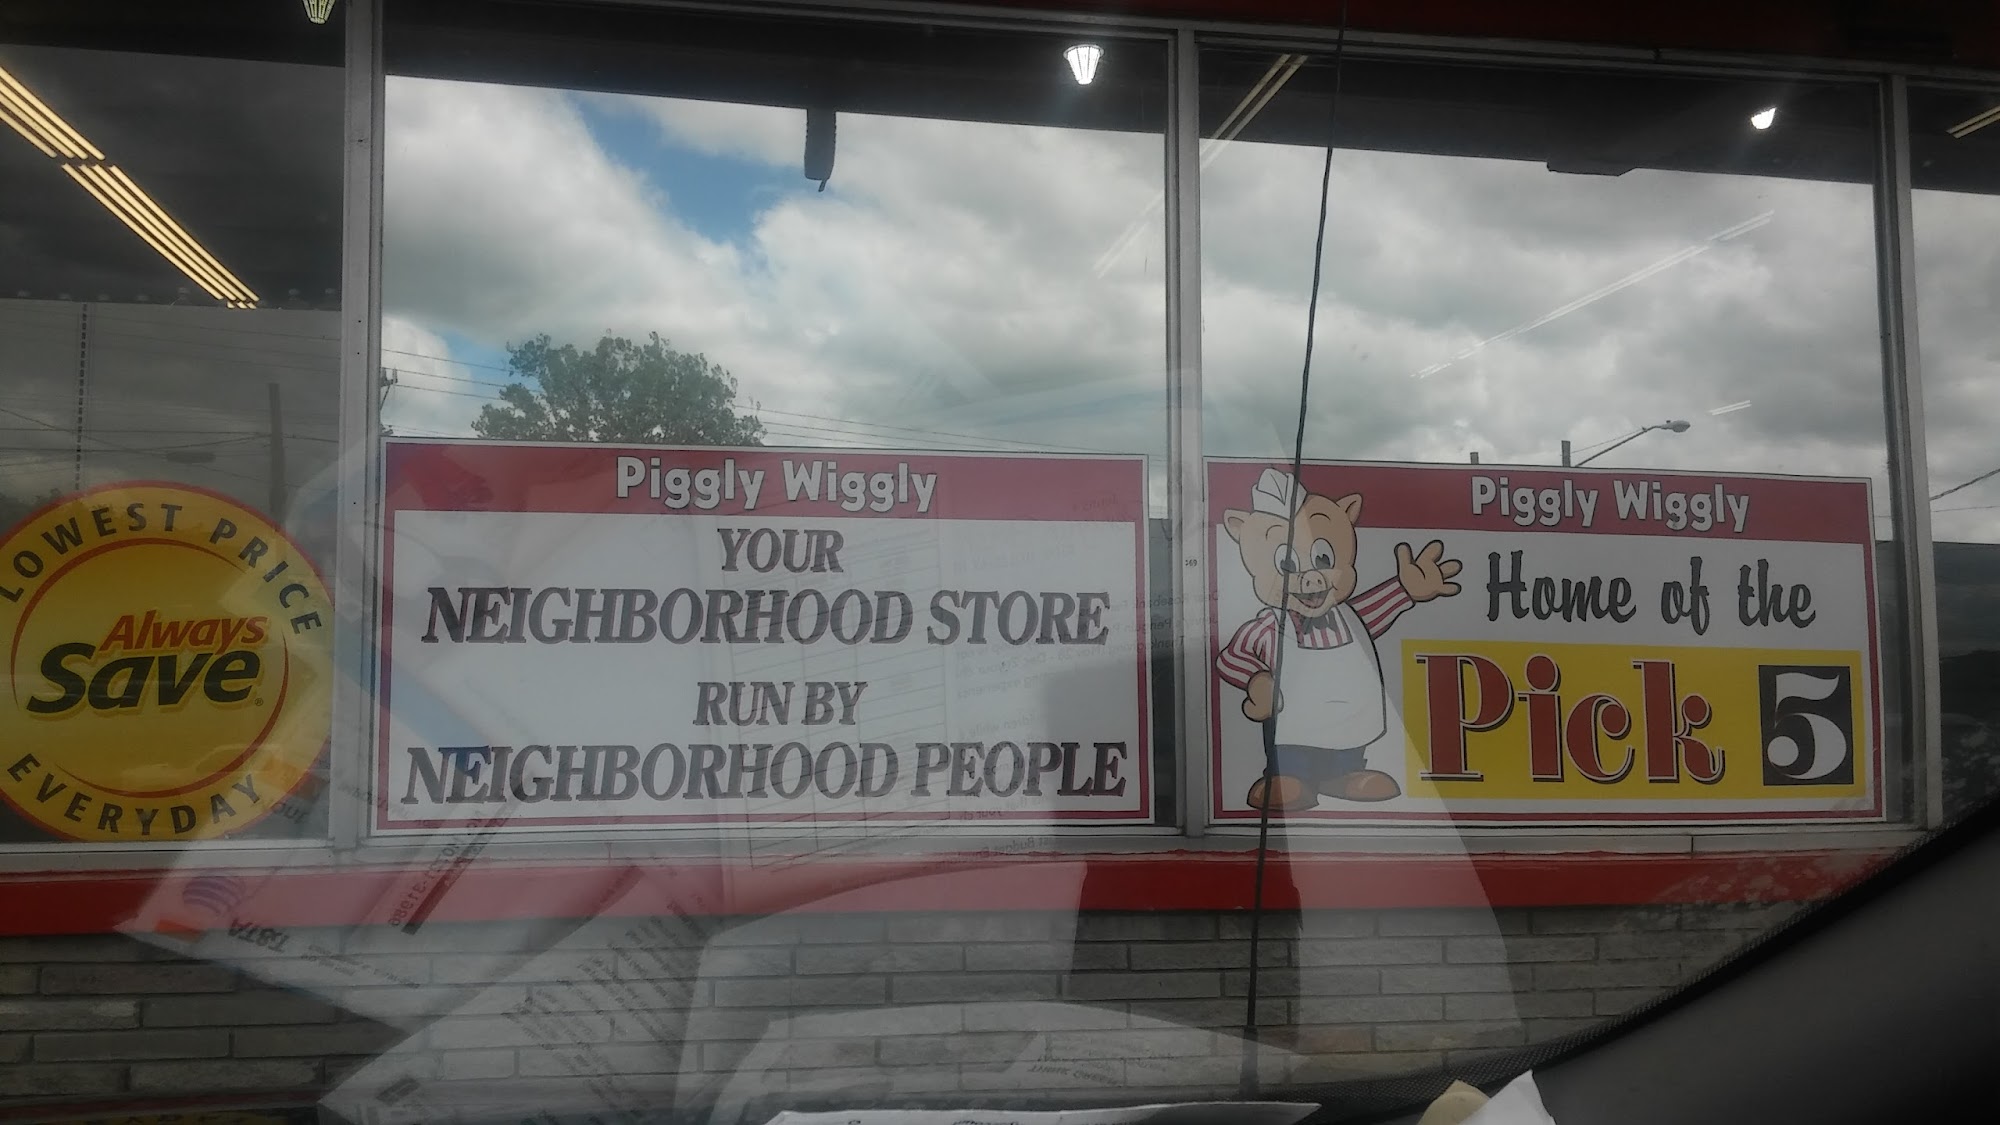 LOWEST PRICE
Always
Save
EVERYDAY
Piggly Wiggly
YOUR
NEIGHBORHOOD STORE
RUN BY
NEIGHBORHOOD PEOPLE
Piggly Wiggly
Home of the
Pick 5
AT&T